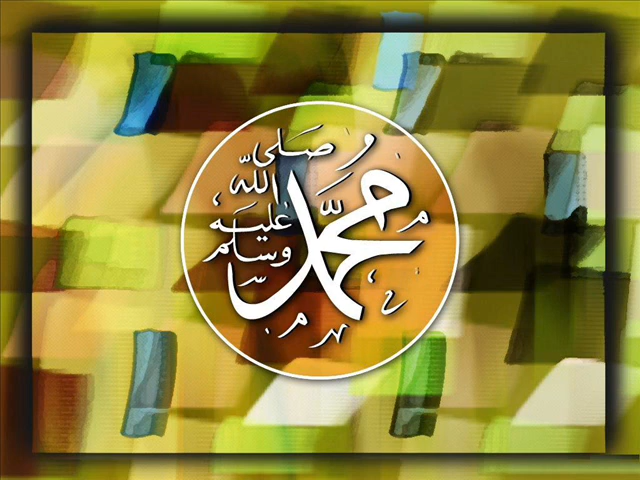 محمد
صلى
الله
عليه
وسلم